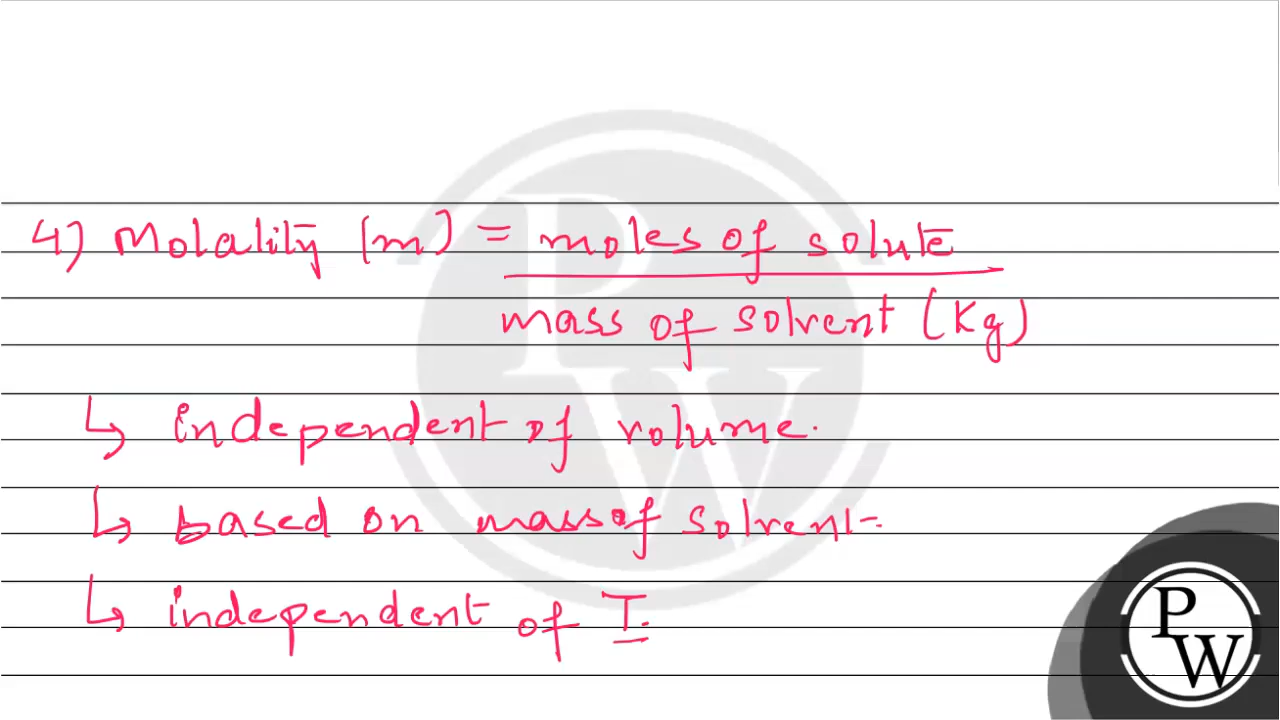 4) Molality (m) = moles of solute
mass of solvent (Kg)
↳ independent of volume.
↳ based on mass of solvent.
↳ independent of T.
P
W
P
W